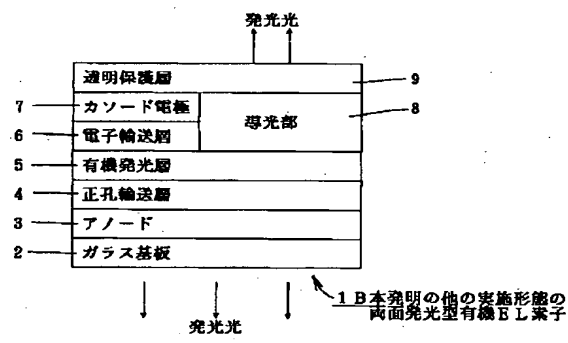 発光光
透明保護層
9
7
カソード電極
導光部
8
6
電子輸送層
5
有機発光層
4
正孔輸送層
3
アノード
2
ガラス基板
発光光
1B本発明の他の実施形態の
両面発光型有機EL素子